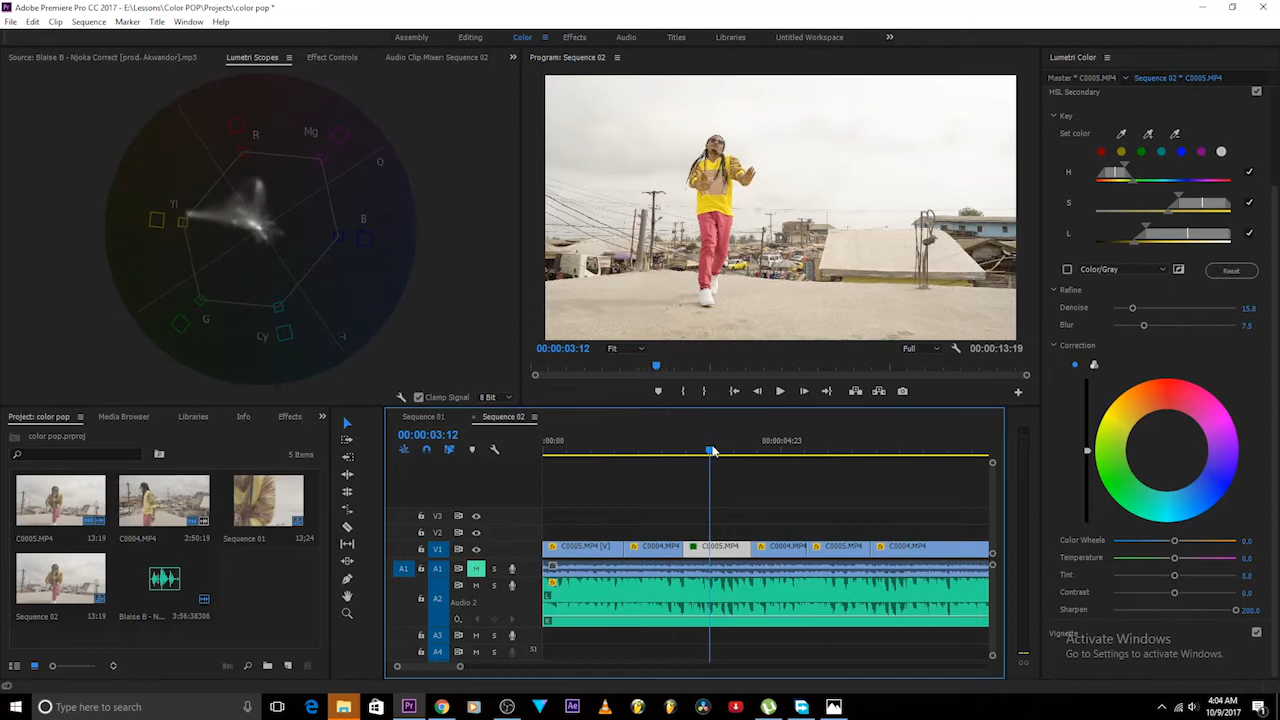 Adobe Premiere Pro CC 2017 - E:\Lessons\Color POP\Projects\color pop *
File Edit Clip Sequence Marker Title Window Help
Assembly Editing Color Effects Audio Titles Libraries Untitled Workspace
Source: Blaise B - Njoka Correct [prod. Akwandor].mp3 Lumetri Scopes Effect Controls Audio Clip Mixer: Sequence 02
Program: Sequence 02
Lumetri Color
Master * C0005.MP4 Sequence 02 * C0005.MP4
HSL Secondary
Key
Set color
R Mg Q Yl B G Cy -I
H
S
L
Color/Gray Reset
Refine
Denoise 15.8
Blur 7.5
Correction
00:00:03:12 Fit Full 00:00:13:19
Clamp Signal 8 Bit
Project: color pop Media Browser Libraries Info Effects
color pop.prproj
5 Items
C0005.MP4 13:19
C0004.MP4 2:50:19
Sequence 01 13:24
Sequence 02 13:19
Blaise B - N... 3:56:38306
Sequence 01 Sequence 02
00:00:03:12
:00:00 00:00:04:23
V3
V2
V1 C0005.MP4 [V] C0004.MP4 C0005.MP4 C0004.MP4 C0005.MP4 C0004.MP4
A1 A1 M S
M S
A2 Audio 2
L
R
A3 M S
A4 M S
Color Wheels 0.0
Temperature 0.0
Tint 0.0
Contrast 0.0
Sharpen 200.0
Vignette
Activate Windows
Go to Settings to activate Windows.
Type here to search
4:04 AM
10/9/2017